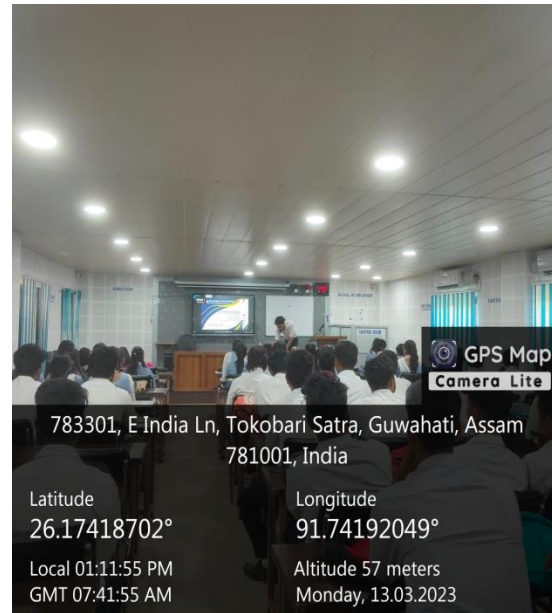 GPS Map
Camera Lite
783301, E India Ln, Tokobari Satra, Guwahati, Assam
781001, India
Latitude
26.17418702°
Longitude
91.74192049°
Local 01:11:55 PM
GMT 07:41:55 AM
Altitude 57 meters
Monday, 13.03.2023